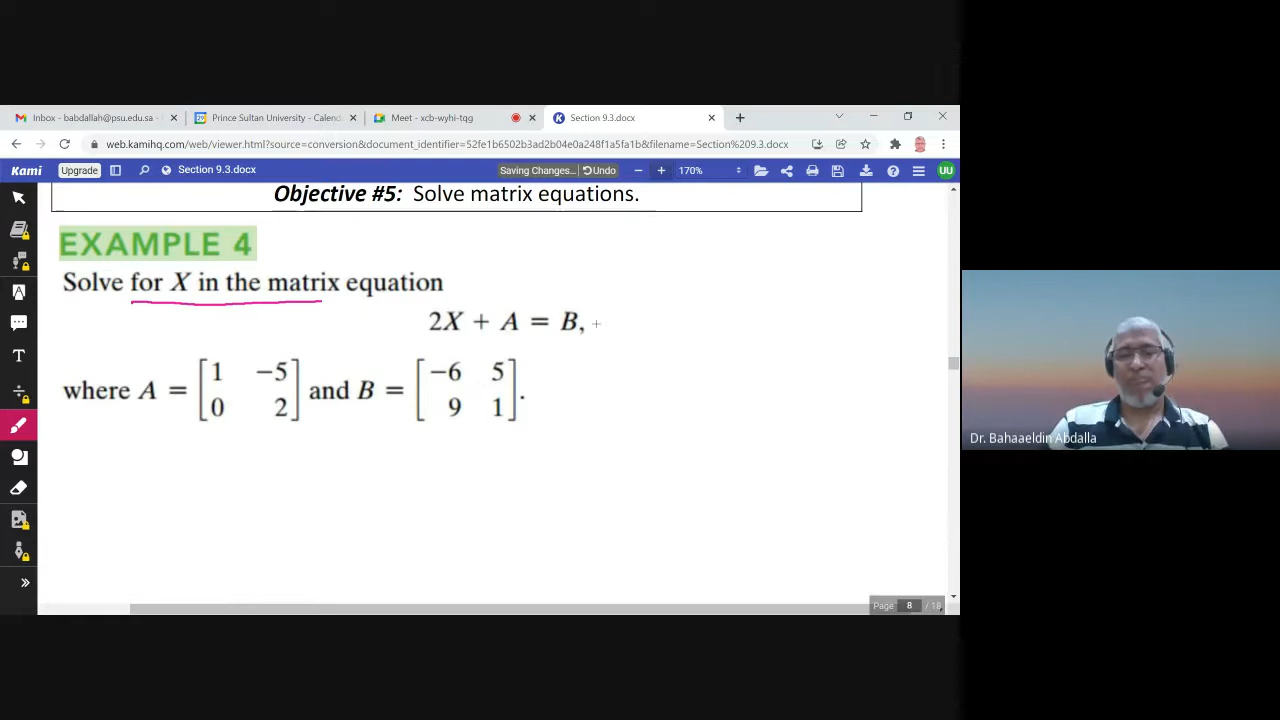 Inbox - babdallah@psu.edu.sa -
Prince Sultan University - Calend
Meet - xcb-wyhi-tqg
Section 9.3.docx
web.kamihq.com/web/viewer.html?source=conversion&document_identifier=52fe1b6502b3ad2b04e0a248f1a5fa1b&filename=Section%209.3.docx
Kami Upgrade Section 9.3.docx Saving Changes... Undo 170% UU
Objective #5: Solve matrix equations.
EXAMPLE 4
Solve for X in the matrix equation
2X + A = B,
where A = [1 −5 0 2] and B = [−6 5 9 1].
Dr. Bahaaeldin Abdalla
Page 8 / 18